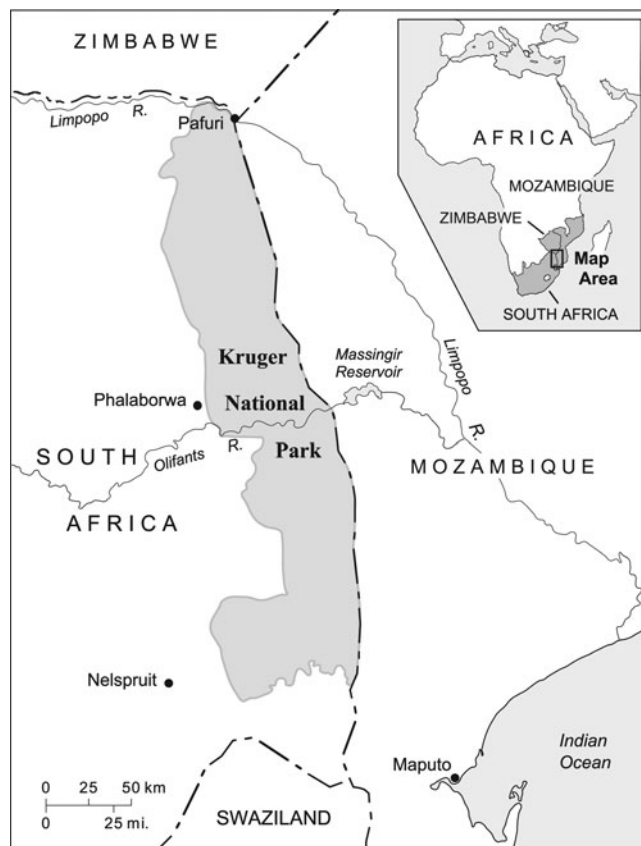 ZIMBABWE
Limpopo R.
Pafuri
AFRICA
MOZAMBIQUE
ZIMBABWE
Map
Area
SOUTH AFRICA
Kruger
National
Park
Massingir
Reservoir
Limpopo
R.
Phalaborwa
SOUTH
AFRICA
Olifants R.
MOZAMBIQUE
Nelspruit
Maputo
Indian
Ocean
0 25 50 km
0 25 mi.
SWAZILAND